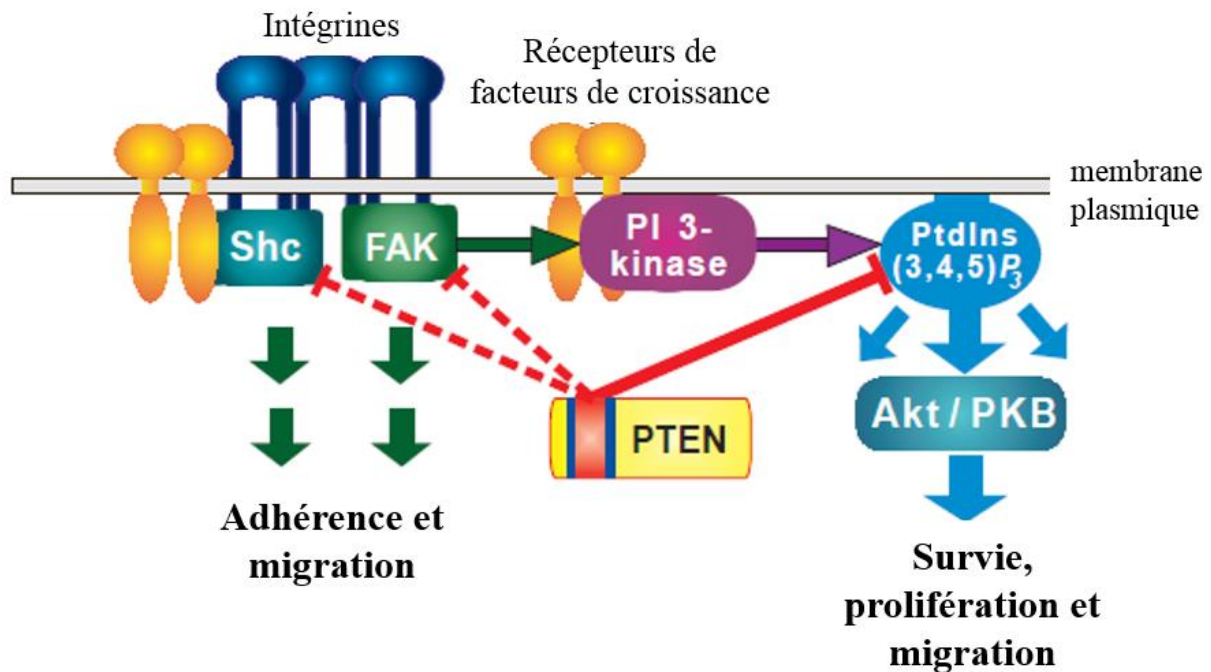 Intégrines
Récepteurs de
facteurs de croissance
membrane
plasmique
Shc
FAK
PI 3-
kinase
PtdIns
(3,4,5)P3
PTEN
Akt / PKB
Adhérence et
migration
Survie,
prolifération et
migration